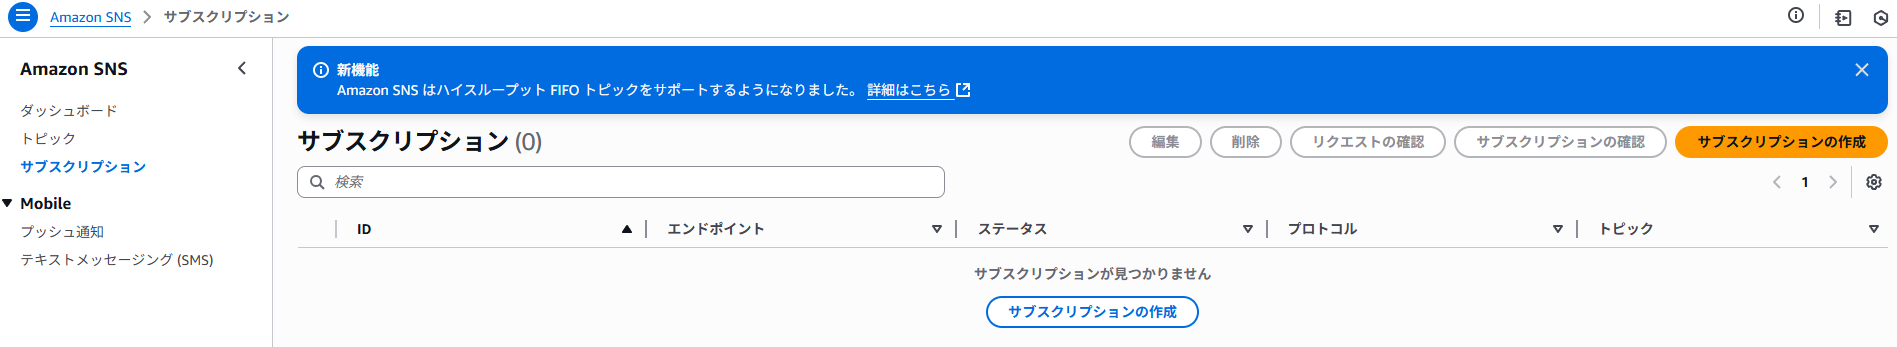 Amazon SNS > サブスクリプション
Amazon SNS
ダッシュボード
トピック
サブスクリプション
Mobile
プッシュ通知
テキストメッセージング (SMS)
新機能
Amazon SNS はハイスループット FIFO トピックをサポートするようになりました。 詳細はこちら
サブスクリプション (0)
編集 削除 リクエストの確認 サブスクリプションの確認 サブスクリプションの作成
検索
1
ID エンドポイント ステータス プロトコル トピック
サブスクリプションが見つかりません
サブスクリプションの作成